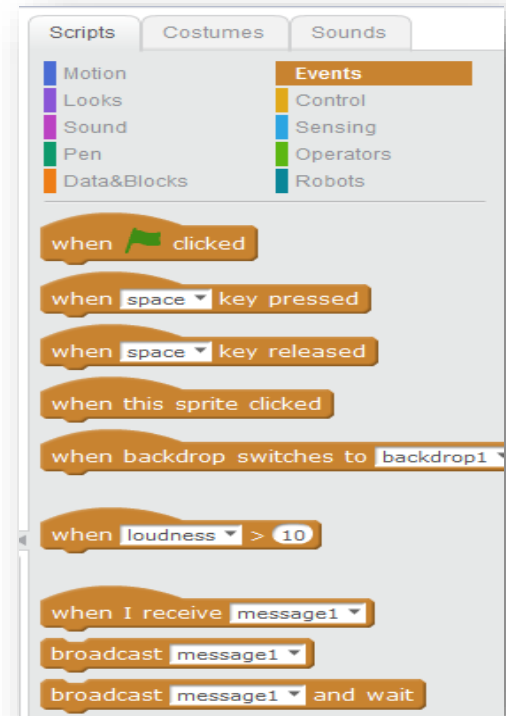 Scripts Costumes Sounds
Motion Events
Looks Control
Sound Sensing
Pen Operators
Data&Blocks Robots
when clicked
when space key pressed
when space key released
when this sprite clicked
when backdrop switches to backdrop1
when loudness > 10
when I receive message1
broadcast message1
broadcast message1 and wait